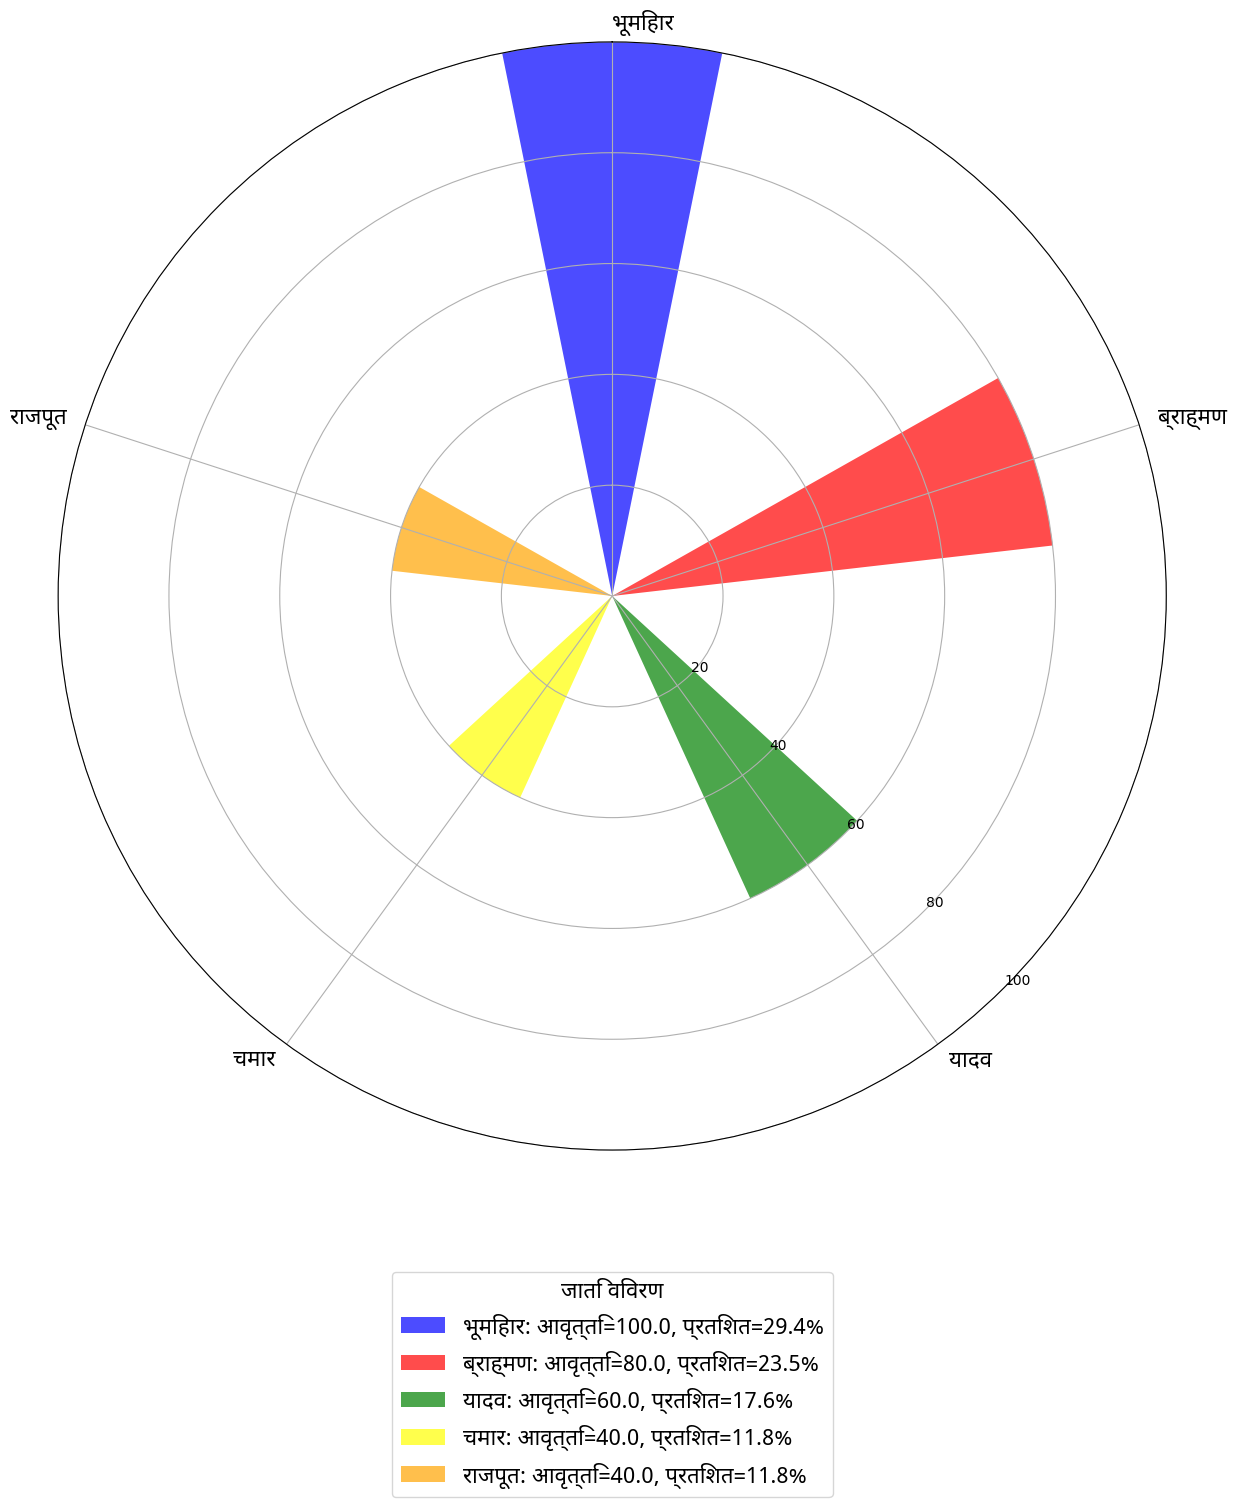 भूमिहार
राजपूत
ब्राह्मण
20
40
60
80
100
चमार
यादव
जाति विवरण
भूमिहार: आवृत्ति=100.0, प्रतिशत=29.4%
ब्राह्मण: आवृत्ति=80.0, प्रतिशत=23.5%
यादव: आवृत्ति=60.0, प्रतिशत=17.6%
चमार: आवृत्ति=40.0, प्रतिशत=11.8%
राजपूत: आवृत्ति=40.0, प्रतिशत=11.8%